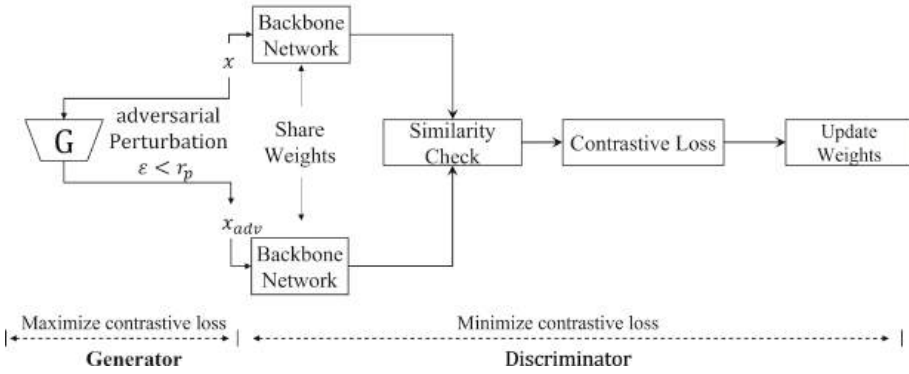 Backbone
Network
x
adversarial
Perturbation
ε < r_p
G
Share
Weights
Similarity
Check
Contrastive Loss
Update
Weights
x_adv
Backbone
Network
Maximize contrastive loss
Minimize contrastive loss
Generator
Discriminator